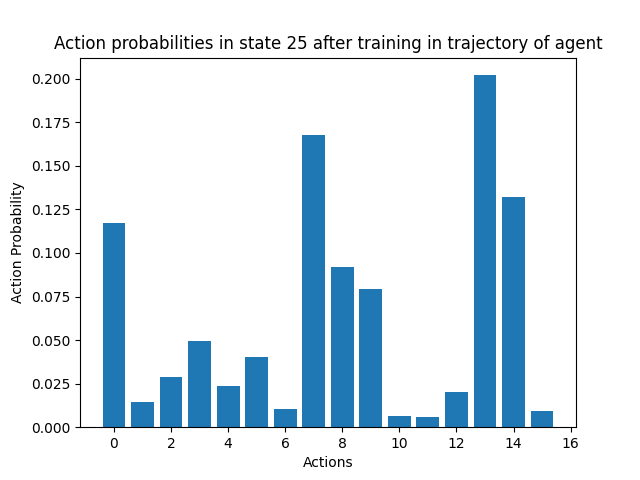 Action probabilities in state 25 after training in trajectory of agent
0.200
0.175
0.150
0.125
0.100
0.075
0.050
0.025
0.000
Action Probability
0 2 4 6 8 10 12 14 16
Actions